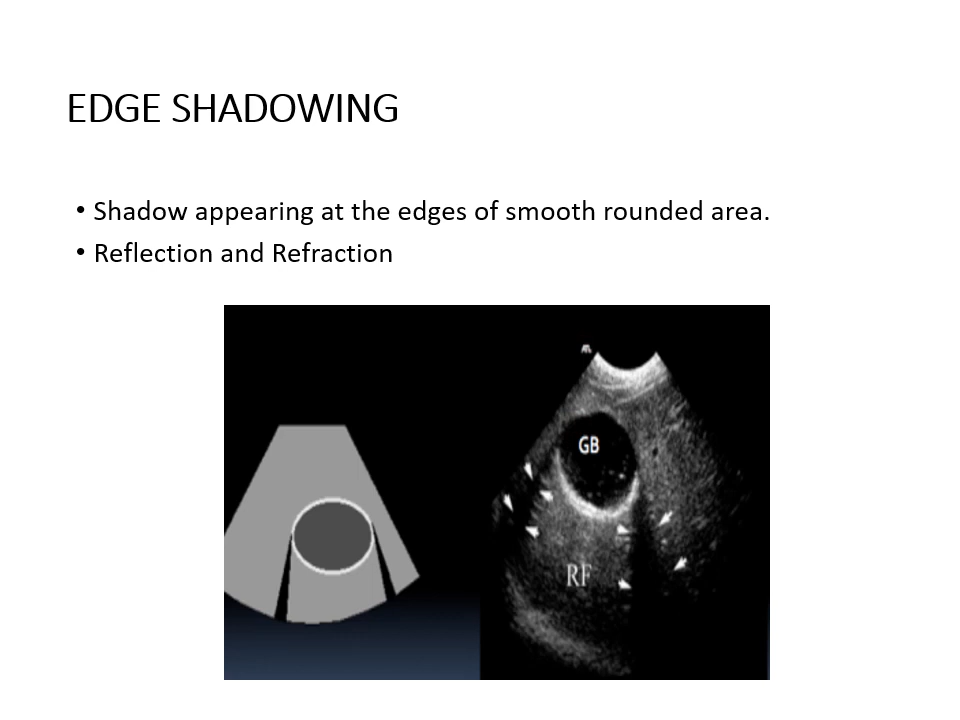 EDGE SHADOWING
• Shadow appearing at the edges of smooth rounded area.
• Reflection and Refraction
GB
RF